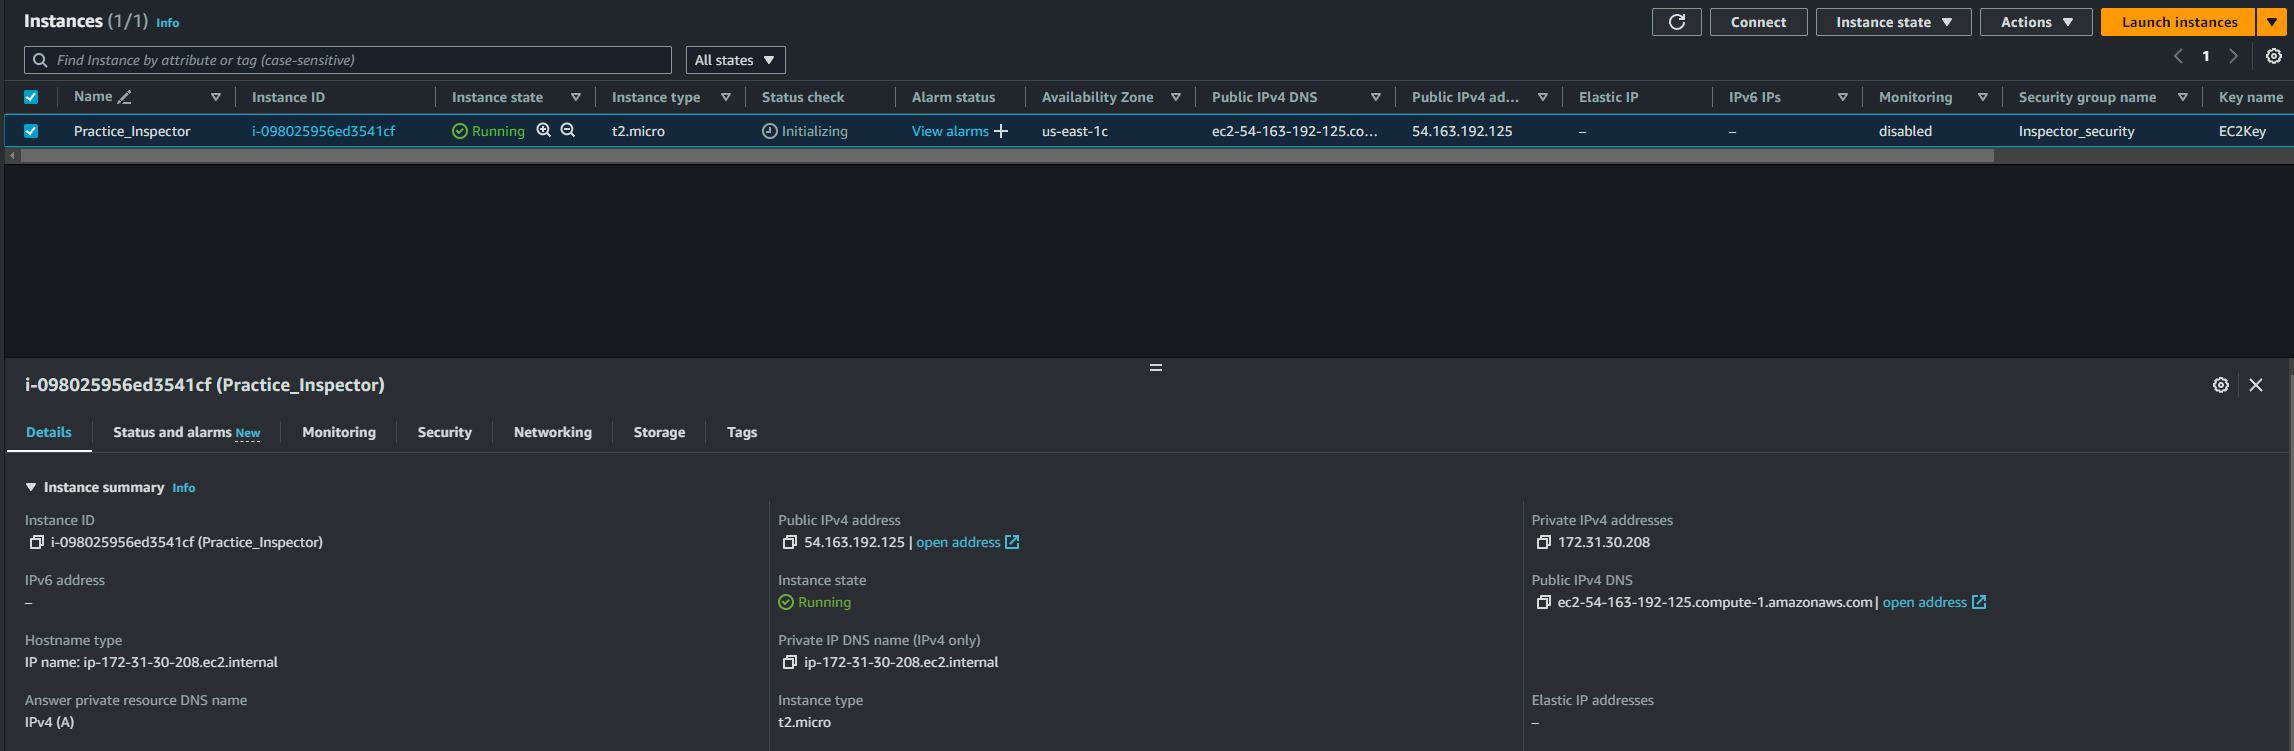 Instances (1/1) Info
Connect Instance state Actions Launch instances
Find Instance by attribute or tag (case-sensitive) All states 1
Name Instance ID Instance state Instance type Status check Alarm status Availability Zone Public IPv4 DNS Public IPv4 ad... Elastic IP IPv6 IPs Monitoring Security group name Key name
Practice_Inspector i-098025956ed3541cf Running t2.micro Initializing View alarms + us-east-1c ec2-54-163-192-125.co... 54.163.192.125 – – disabled Inspector_security EC2Key
i-098025956ed3541cf (Practice_Inspector)
Details Status and alarms New Monitoring Security Networking Storage Tags
Instance summary Info
Instance ID Public IPv4 address Private IPv4 addresses
i-098025956ed3541cf (Practice_Inspector) 54.163.192.125 | open address 172.31.30.208
IPv6 address Instance state Public IPv4 DNS
– Running ec2-54-163-192-125.compute-1.amazonaws.com | open address
Hostname type Private IP DNS name (IPv4 only)
IP name: ip-172-31-30-208.ec2.internal ip-172-31-30-208.ec2.internal
Answer private resource DNS name Instance type Elastic IP addresses
IPv4 (A) t2.micro –